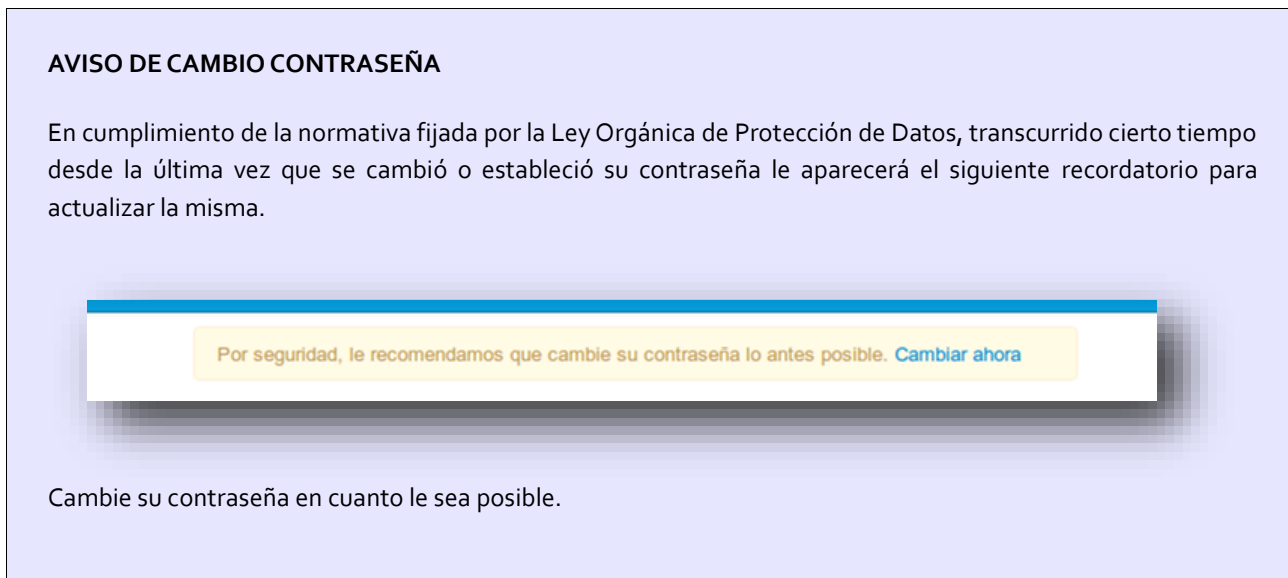 AVISO DE CAMBIO CONTRASEÑA
En cumplimiento de la normativa fijada por la Ley Orgánica de Protección de Datos, transcurrido cierto tiempo
desde la última vez que se cambió o estableció su contraseña le aparecerá el siguiente recordatorio para
actualizar la misma.
Por seguridad, le recomendamos que cambie su contraseña lo antes posible. Cambiar ahora
Cambie su contraseña en cuanto le sea posible.